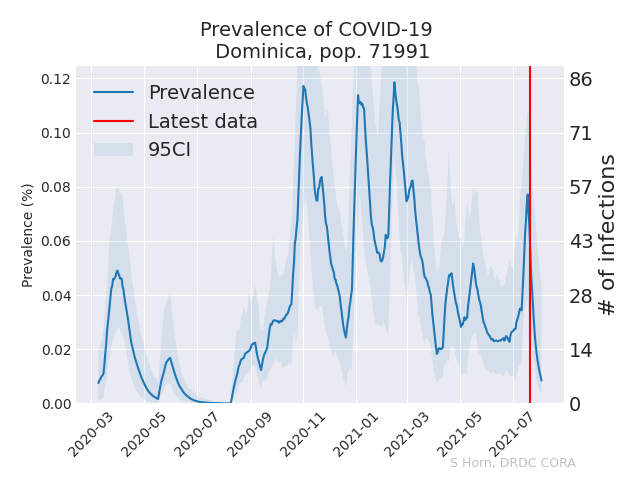 Prevalence of COVID-19
Dominica, pop. 71991
Prevalence
Latest data
95CI
Prevalence (%)
0.12
0.10
0.08
0.06
0.04
0.02
0.00
86
71
57
43
28
14
0
# of infections
2020-03
2020-05
2020-07
2020-09
2020-11
2021-01
2021-03
2021-05
2021-07
S Horn, DRDC CORA